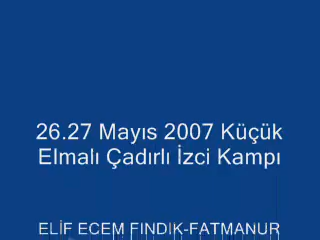 26.27 Mayıs 2007 Küçük
Elmalı Çadırlı İzci Kampı
ELİF ECEM FINDIK-FATMANUR